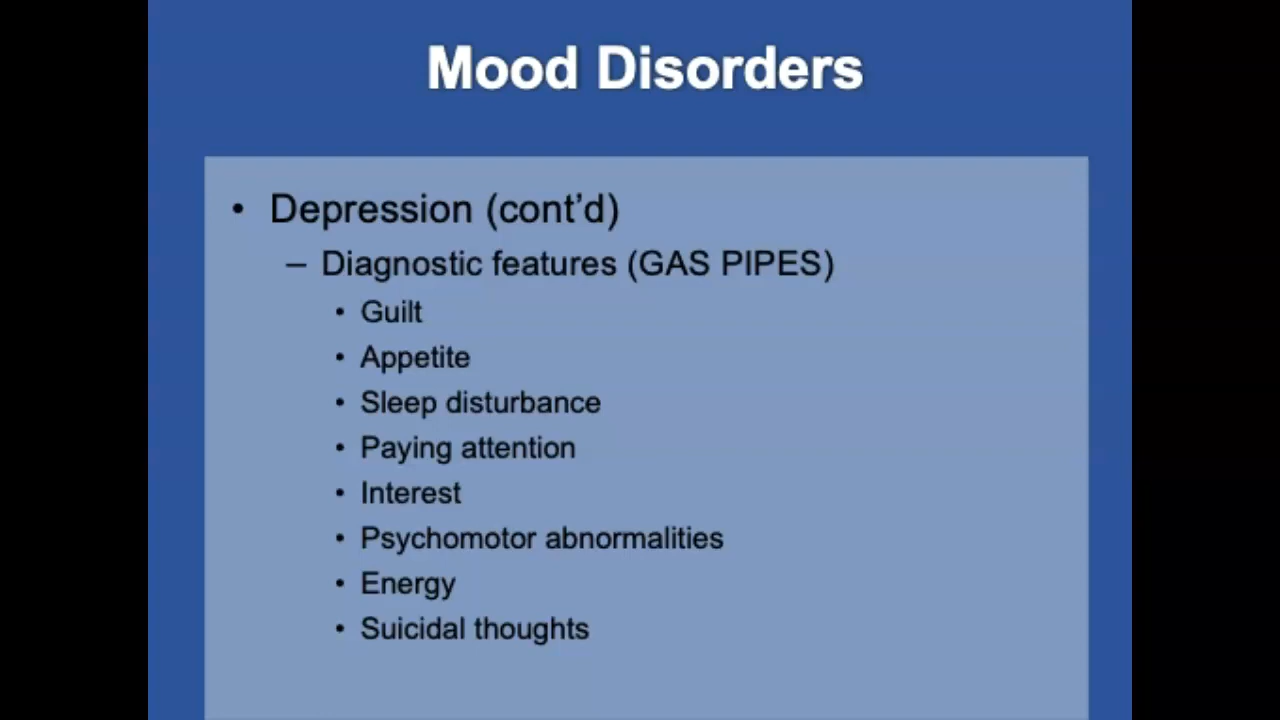 Mood Disorders
• Depression (cont’d)
– Diagnostic features (GAS PIPES)
• Guilt
• Appetite
• Sleep disturbance
• Paying attention
• Interest
• Psychomotor abnormalities
• Energy
• Suicidal thoughts